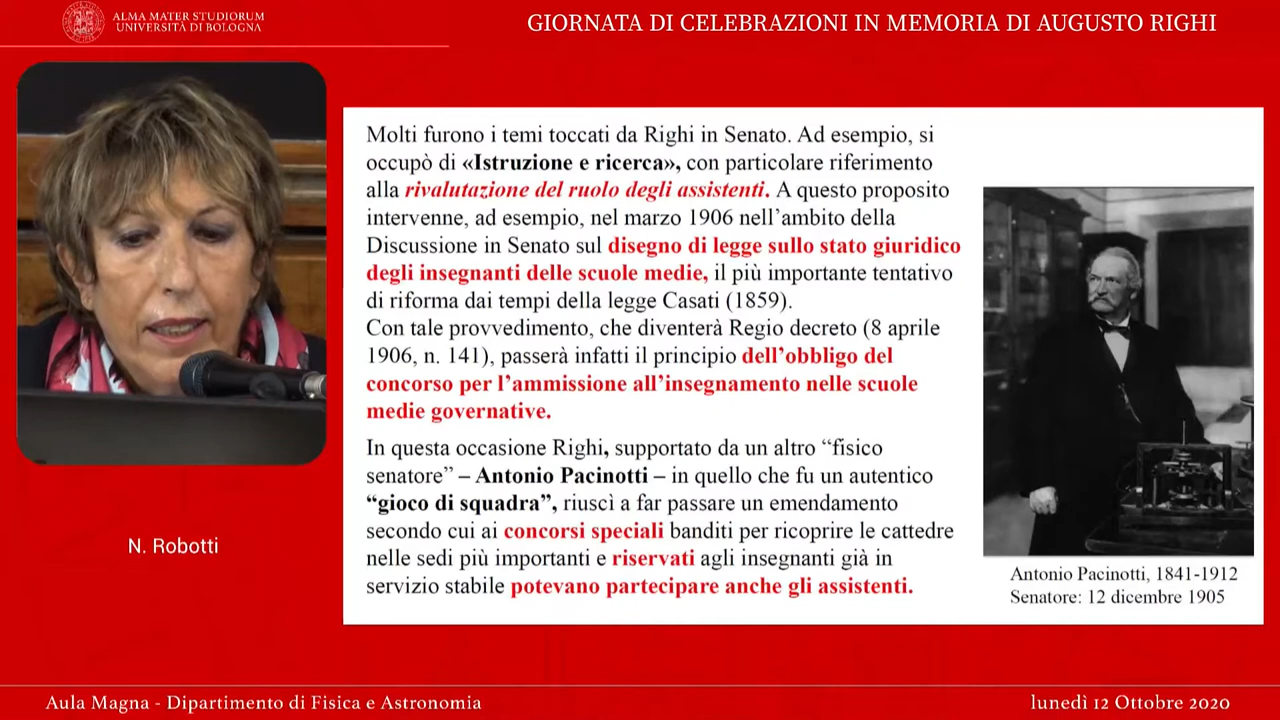 ALMA MATER STUDIORUM
UNIVERSITÀ DI BOLOGNA
GIORNATA DI CELEBRAZIONI IN MEMORIA DI AUGUSTO RIGHI
Molti furono i temi toccati da Righi in Senato. Ad esempio, si
occupò di «Istruzione e ricerca», con particolare riferimento
alla rivalutazione del ruolo degli assistenti. A questo proposito
intervenne, ad esempio, nel marzo 1906 nell’ambito della
Discussione in Senato sul disegno di legge sullo stato giuridico
degli insegnanti delle scuole medie, il più importante tentativo
di riforma dai tempi della legge Casati (1859).
Con tale provvedimento, che diventerà Regio decreto (8 aprile
1906, n. 141), passerà infatti il principio dell’obbligo del
concorso per l’ammissione all’insegnamento nelle scuole
medie governative.
In questa occasione Righi, supportato da un altro “fisico
senatore” – Antonio Pacinotti – in quello che fu un autentico
“gioco di squadra”, riuscì a far passare un emendamento
secondo cui ai concorsi speciali banditi per ricoprire le cattedre
nelle sedi più importanti e riservati agli insegnanti già in
servizio stabile potevano partecipare anche gli assistenti.
Antonio Pacinotti, 1841-1912
Senatore: 12 dicembre 1905
N. Robotti
Aula Magna - Dipartimento di Fisica e Astronomia
lunedì 12 Ottobre 2020